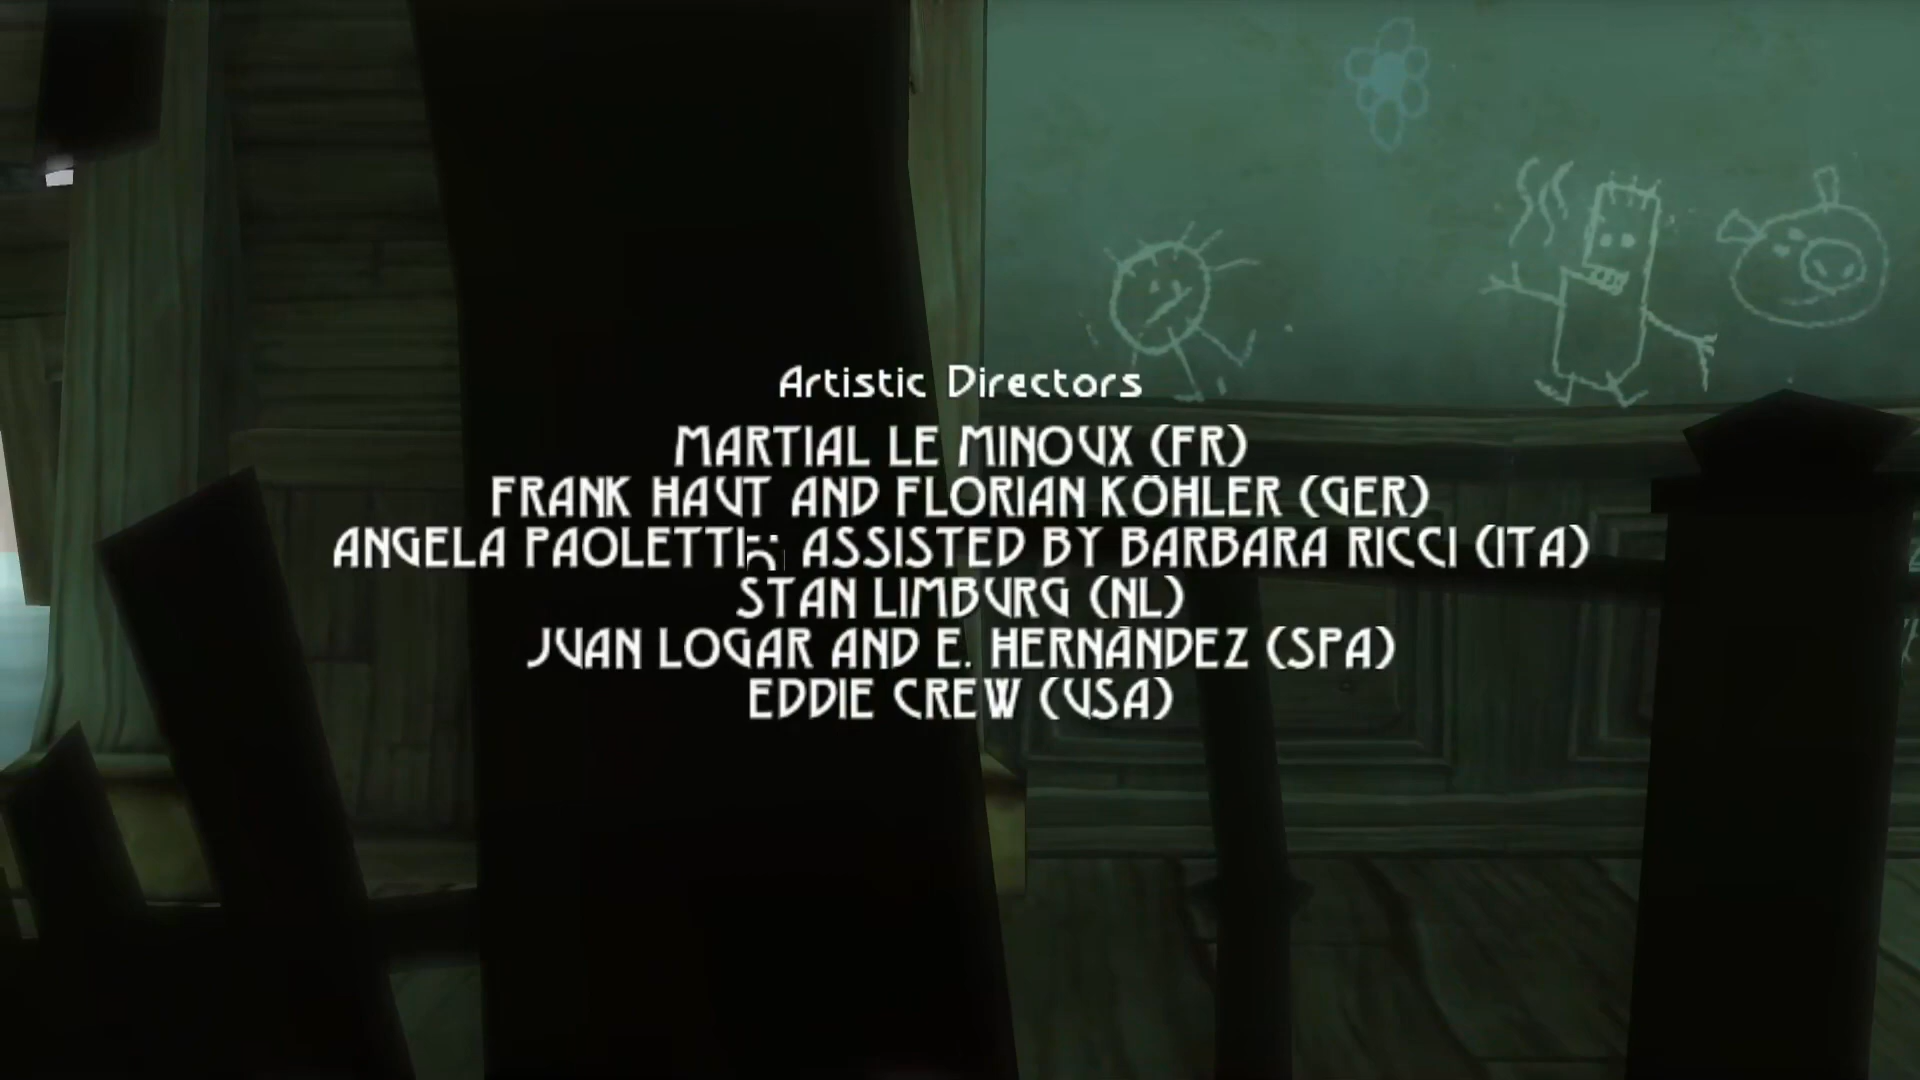 Artistic Directors
MARTIAL LE MINOUX (FR)
FRANK HAUT AND FLORIAN KÖHLER (GER)
ANGELA PAOLETTI ASSISTED BY BARBARA RICCI (ITA)
STAN LIMBURG (NL)
JUAN LOGAR AND E. HERNÁNDEZ (SPA)
EDDIE CREW (USA)